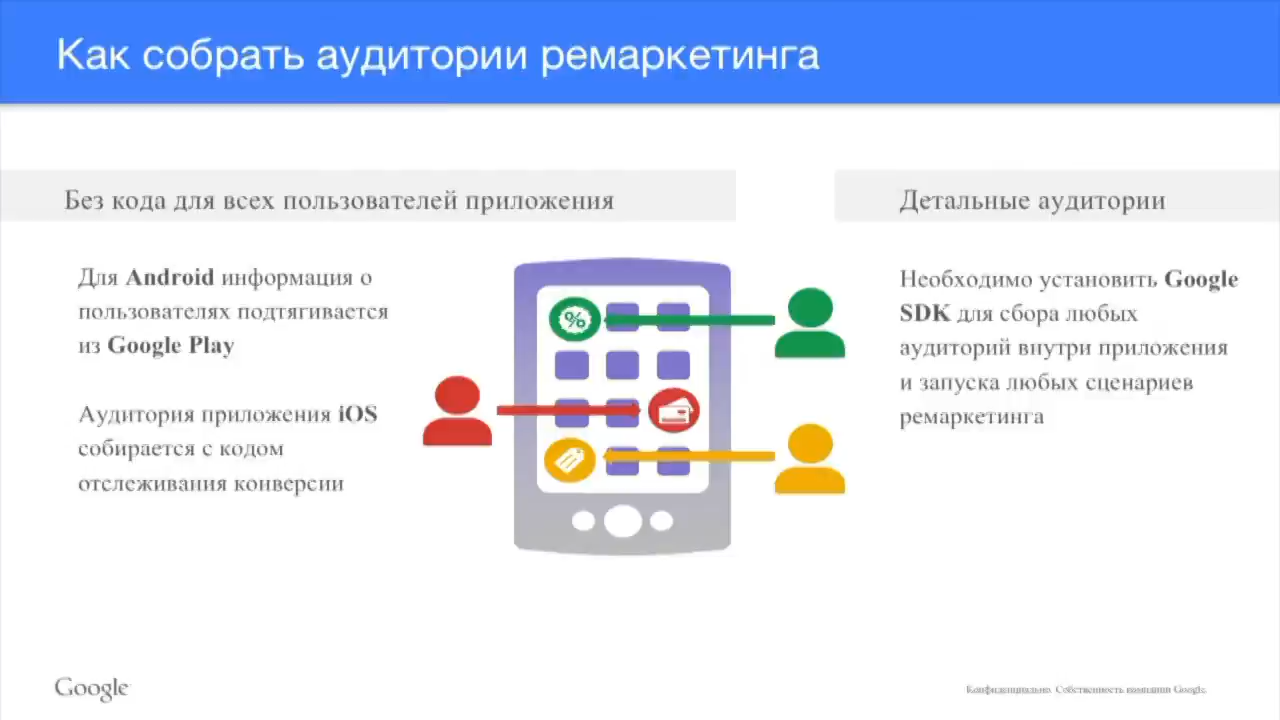 Как собрать аудитории ремаркетинга
Без кода для всех пользователей приложения
Для Android информация о
пользователях подтягивается
из Google Play
Аудитория приложения iOS
собирается с кодом
отслеживания конверсии
%
Детальные аудитории
Необходимо установить Google
SDK для сбора любых
аудиторий внутри приложения
и запуска любых сценариев
ремаркетинга
Google
Конфиденциально. Собственность компании Google.